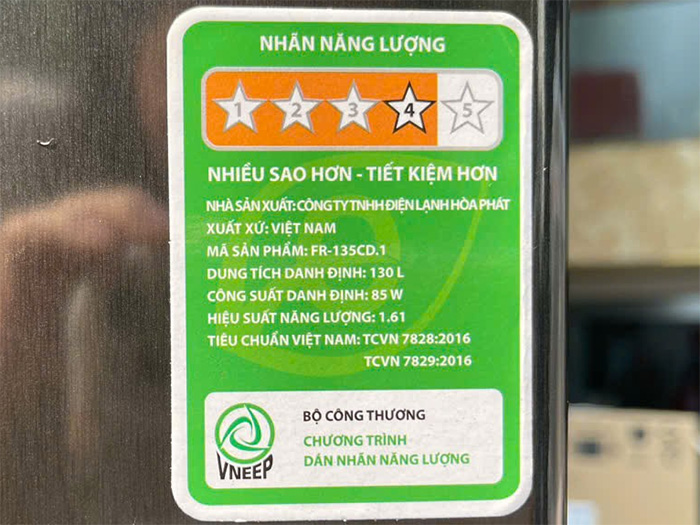 NHÃN NĂNG LƯỢNG
1 2 3 4 5
NHIỀU SAO HƠN - TIẾT KIỆM HƠN
NHÀ SẢN XUẤT: CÔNG TY TNHH ĐIỆN LẠNH HÒA PHÁT
XUẤT XỨ: VIỆT NAM
MÃ SẢN PHẨM: FR-135CD.1
DUNG TÍCH DANH ĐỊNH: 130 L
CÔNG SUẤT DANH ĐỊNH: 85 W
HIỆU SUẤT NĂNG LƯỢNG: 1.61
TIÊU CHUẨN VIỆT NAM: TCVN 7828:2016
TCVN 7829:2016
BỘ CÔNG THƯƠNG
CHƯƠNG TRÌNH
DÁN NHÃN NĂNG LƯỢNG
VNEEP